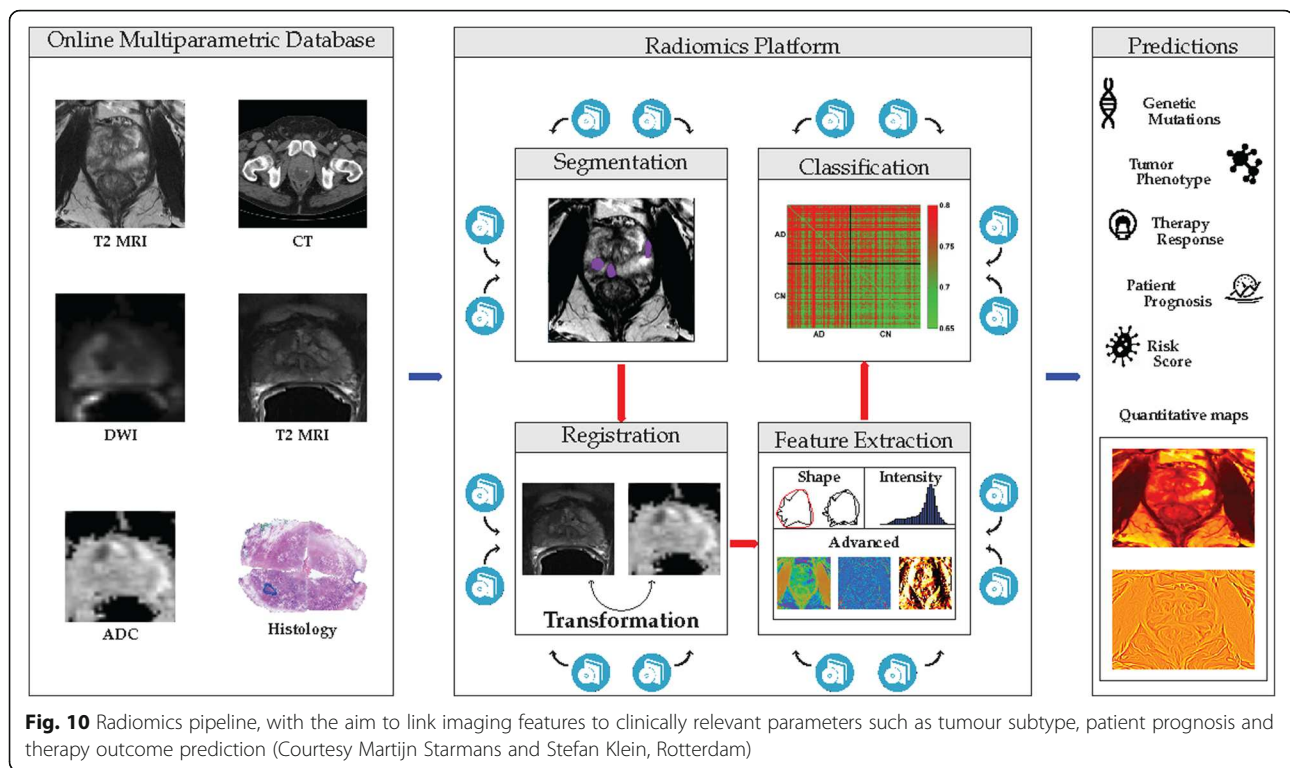 Online Multiparametric Database
T2 MRI
CT
DWI
T2 MRI
ADC
Histology
Radiomics Platform
Segmentation
Registration
Transformation
Feature Extraction
Shape
Intensity
Advanced
Classification
AD
CN
AD
CN
0.8
0.75
0.7
0.65
Predictions
Genetic
Mutations
Tumor
Phenotype
Therapy
Response
Patient
Prognosis
Risk
Score
Quantitative maps
Fig. 10 Radiomics pipeline, with the aim to link imaging features to clinically relevant parameters such as tumour subtype, patient prognosis and
therapy outcome prediction (Courtesy Martijn Starmans and Stefan Klein, Rotterdam)